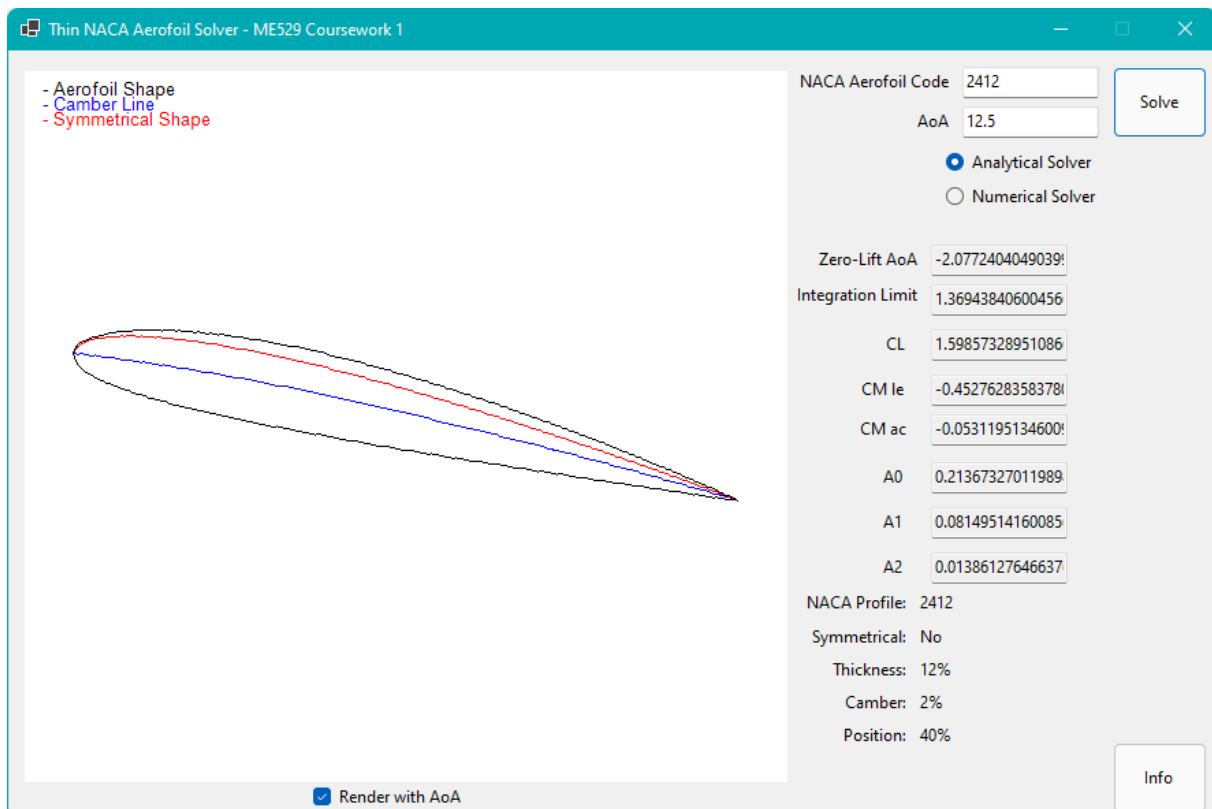 Thin NACA Aerofoil Solver - ME529 Coursework 1
- Aerofoil Shape
- Camber Line
- Symmetrical Shape
NACA Aerofoil Code 2412
Solve
AoA 12.5
Analytical Solver
Numerical Solver
Zero-Lift AoA -2.0772404049039
Integration Limit 1.36943840600456
CL 1.59857328951086
CM le -0.4527628358378
CM ac -0.0531195134600
A0 0.21367327011989
A1 0.08149514160085
A2 0.01386127646637
NACA Profile: 2412
Symmetrical: No
Thickness: 12%
Camber: 2%
Position: 40%
Info
Render with AoA